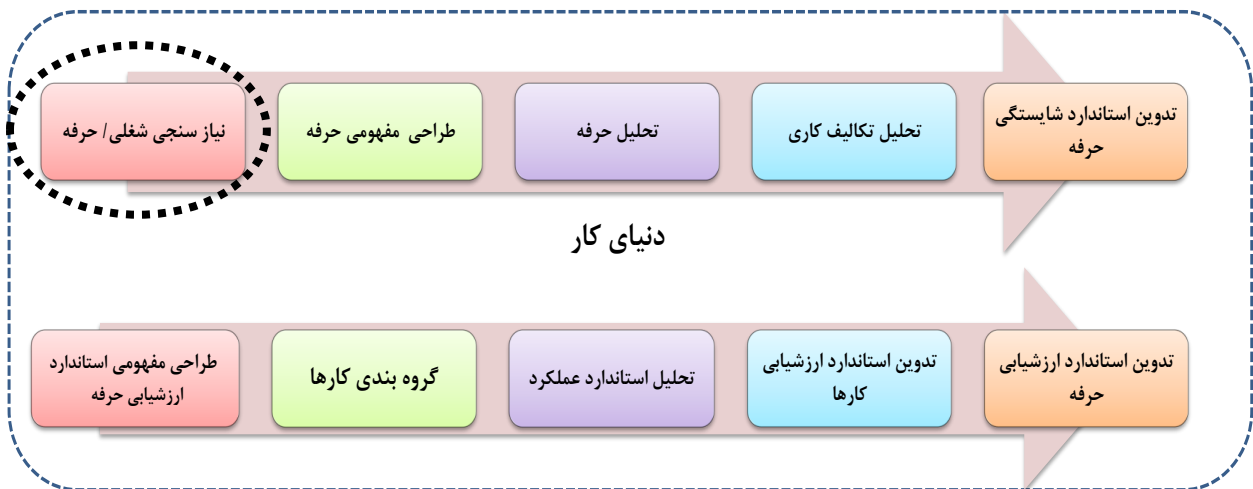 نیاز سنجی شغلی/ حرفه
طراحی مفهومی حرفه
تحلیل حرفه
تحلیل تکالیف کاری
تدوین استاندارد شایستگی
حرفه
دنیای کار
طراحی مفهومی استاندارد
ارزشیابی حرفه
گروه بندی کارها
تحلیل استاندارد عملکرد
تدوین استاندارد ارزشیابی
کارها
تدوین استاندارد ارزشیابی
حرفه